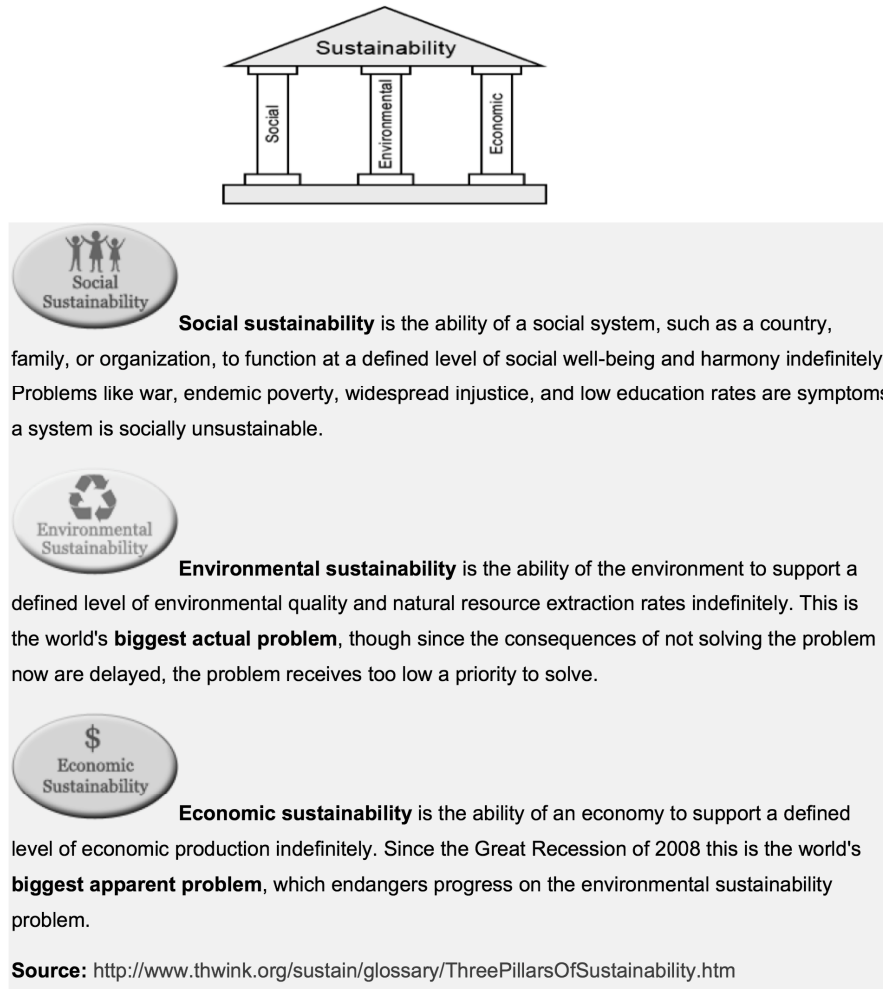 Sustainability
Social
Environmental
Economic
Social
Sustainability
Social sustainability is the ability of a social system, such as a country,
family, or organization, to function at a defined level of social well-being and harmony indefinitely
Problems like war, endemic poverty, widespread injustice, and low education rates are symptoms
a system is socially unsustainable.
Environmental
Sustainability
Environmental sustainability is the ability of the environment to support a
defined level of environmental quality and natural resource extraction rates indefinitely. This is
the world's biggest actual problem, though since the consequences of not solving the problem
now are delayed, the problem receives too low a priority to solve.
$
Economic
Sustainability
Economic sustainability is the ability of an economy to support a defined
level of economic production indefinitely. Since the Great Recession of 2008 this is the world's
biggest apparent problem, which endangers progress on the environmental sustainability
problem.
Source: http://www.thwink.org/sustain/glossary/ThreePillarsOfSustainability.htm